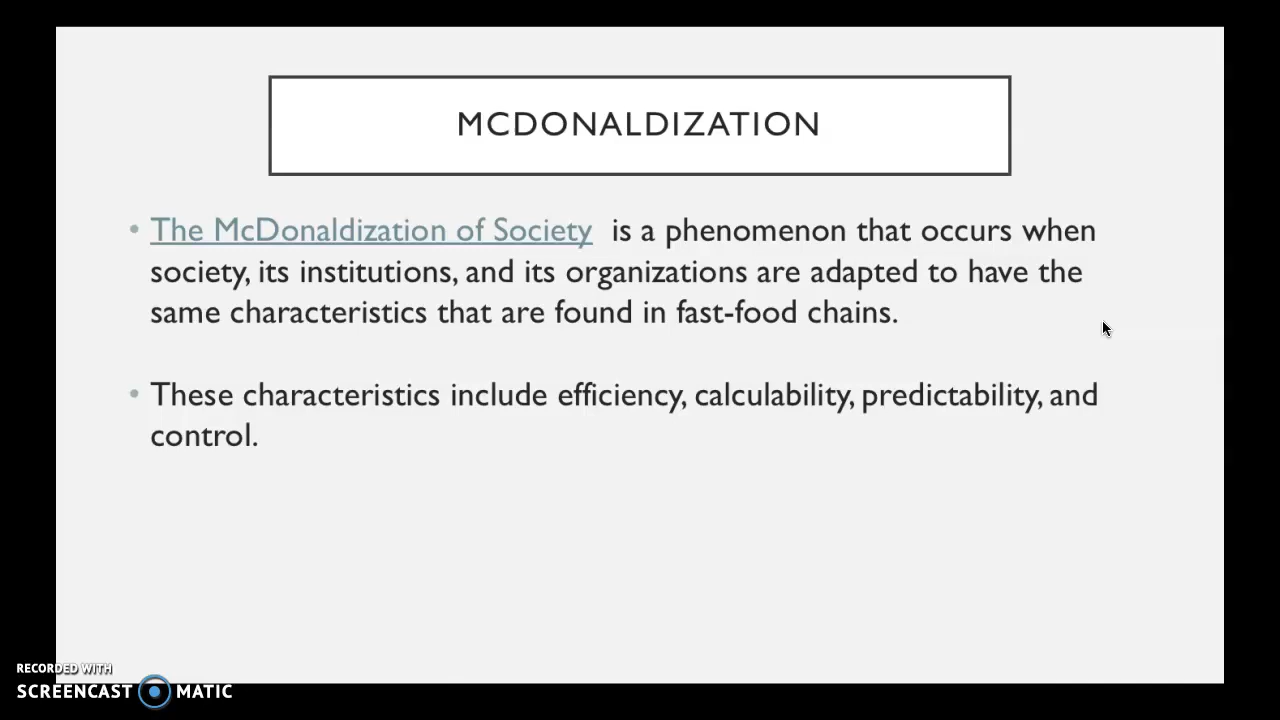 MCDONALDIZATION
• The McDonaldization of Society is a phenomenon that occurs when
society, its institutions, and its organizations are adapted to have the
same characteristics that are found in fast-food chains.
• These characteristics include efficiency, calculability, predictability, and
control.
RECORDED WITH
SCREENCAST MATIC